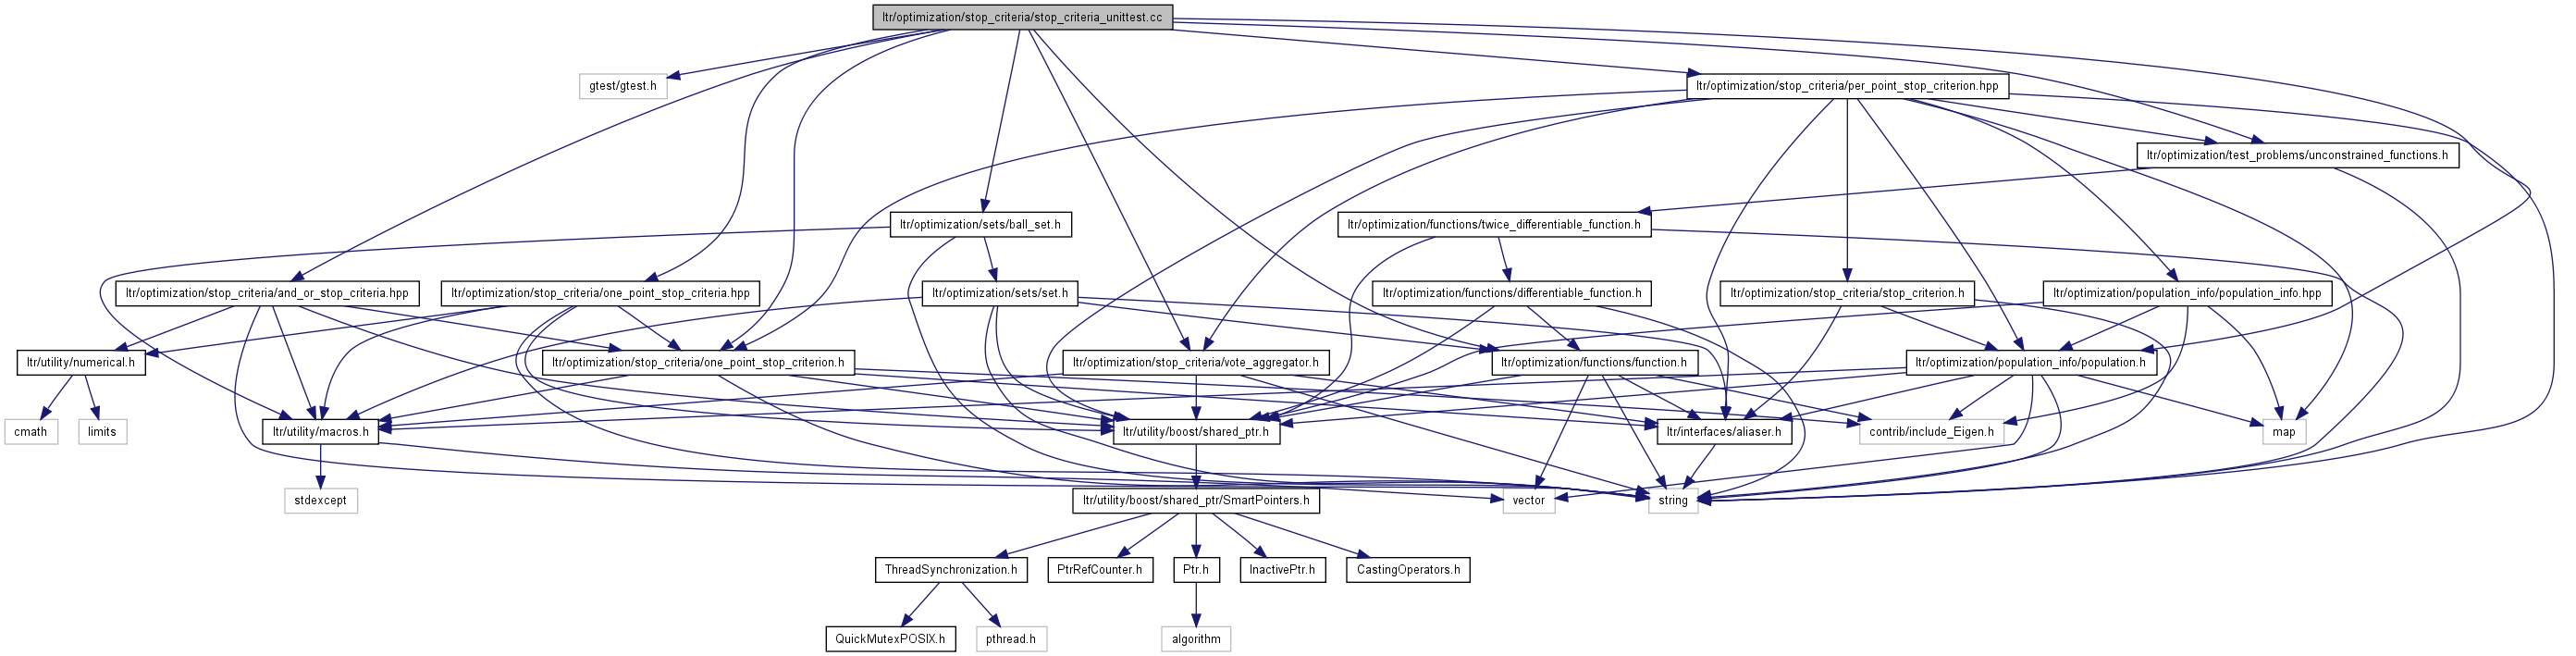 ltr/optimization/stop_criteria/stop_criteria_unittest.cc
gtest/gtest.h
ltr/optimization/stop_criteria/per_point_stop_criterion.hpp
ltr/optimization/test_problems/unconstrained_functions.h
ltr/optimization/sets/ball_set.h
ltr/optimization/functions/twice_differentiable_function.h
ltr/optimization/stop_criteria/and_or_stop_criteria.hpp
ltr/optimization/stop_criteria/one_point_stop_criteria.hpp
ltr/optimization/sets/set.h
ltr/optimization/functions/differentiable_function.h
ltr/optimization/stop_criteria/stop_criterion.h
ltr/optimization/population_info/population_info.hpp
ltr/utility/numerical.h
ltr/optimization/stop_criteria/one_point_stop_criterion.h
ltr/optimization/stop_criteria/vote_aggregator.h
ltr/optimization/functions/function.h
ltr/optimization/population_info/population.h
cmath
limits
ltr/utility/macros.h
ltr/utility/boost/shared_ptr.h
ltr/interfaces/aliaser.h
contrib/include_Eigen.h
map
stdexcept
ltr/utility/boost/shared_ptr/SmartPointers.h
vector
string
ThreadSynchronization.h
PtrRefCounter.h
Ptr.h
InactivePtr.h
CastingOperators.h
QuickMutexPOSIX.h
pthread.h
algorithm